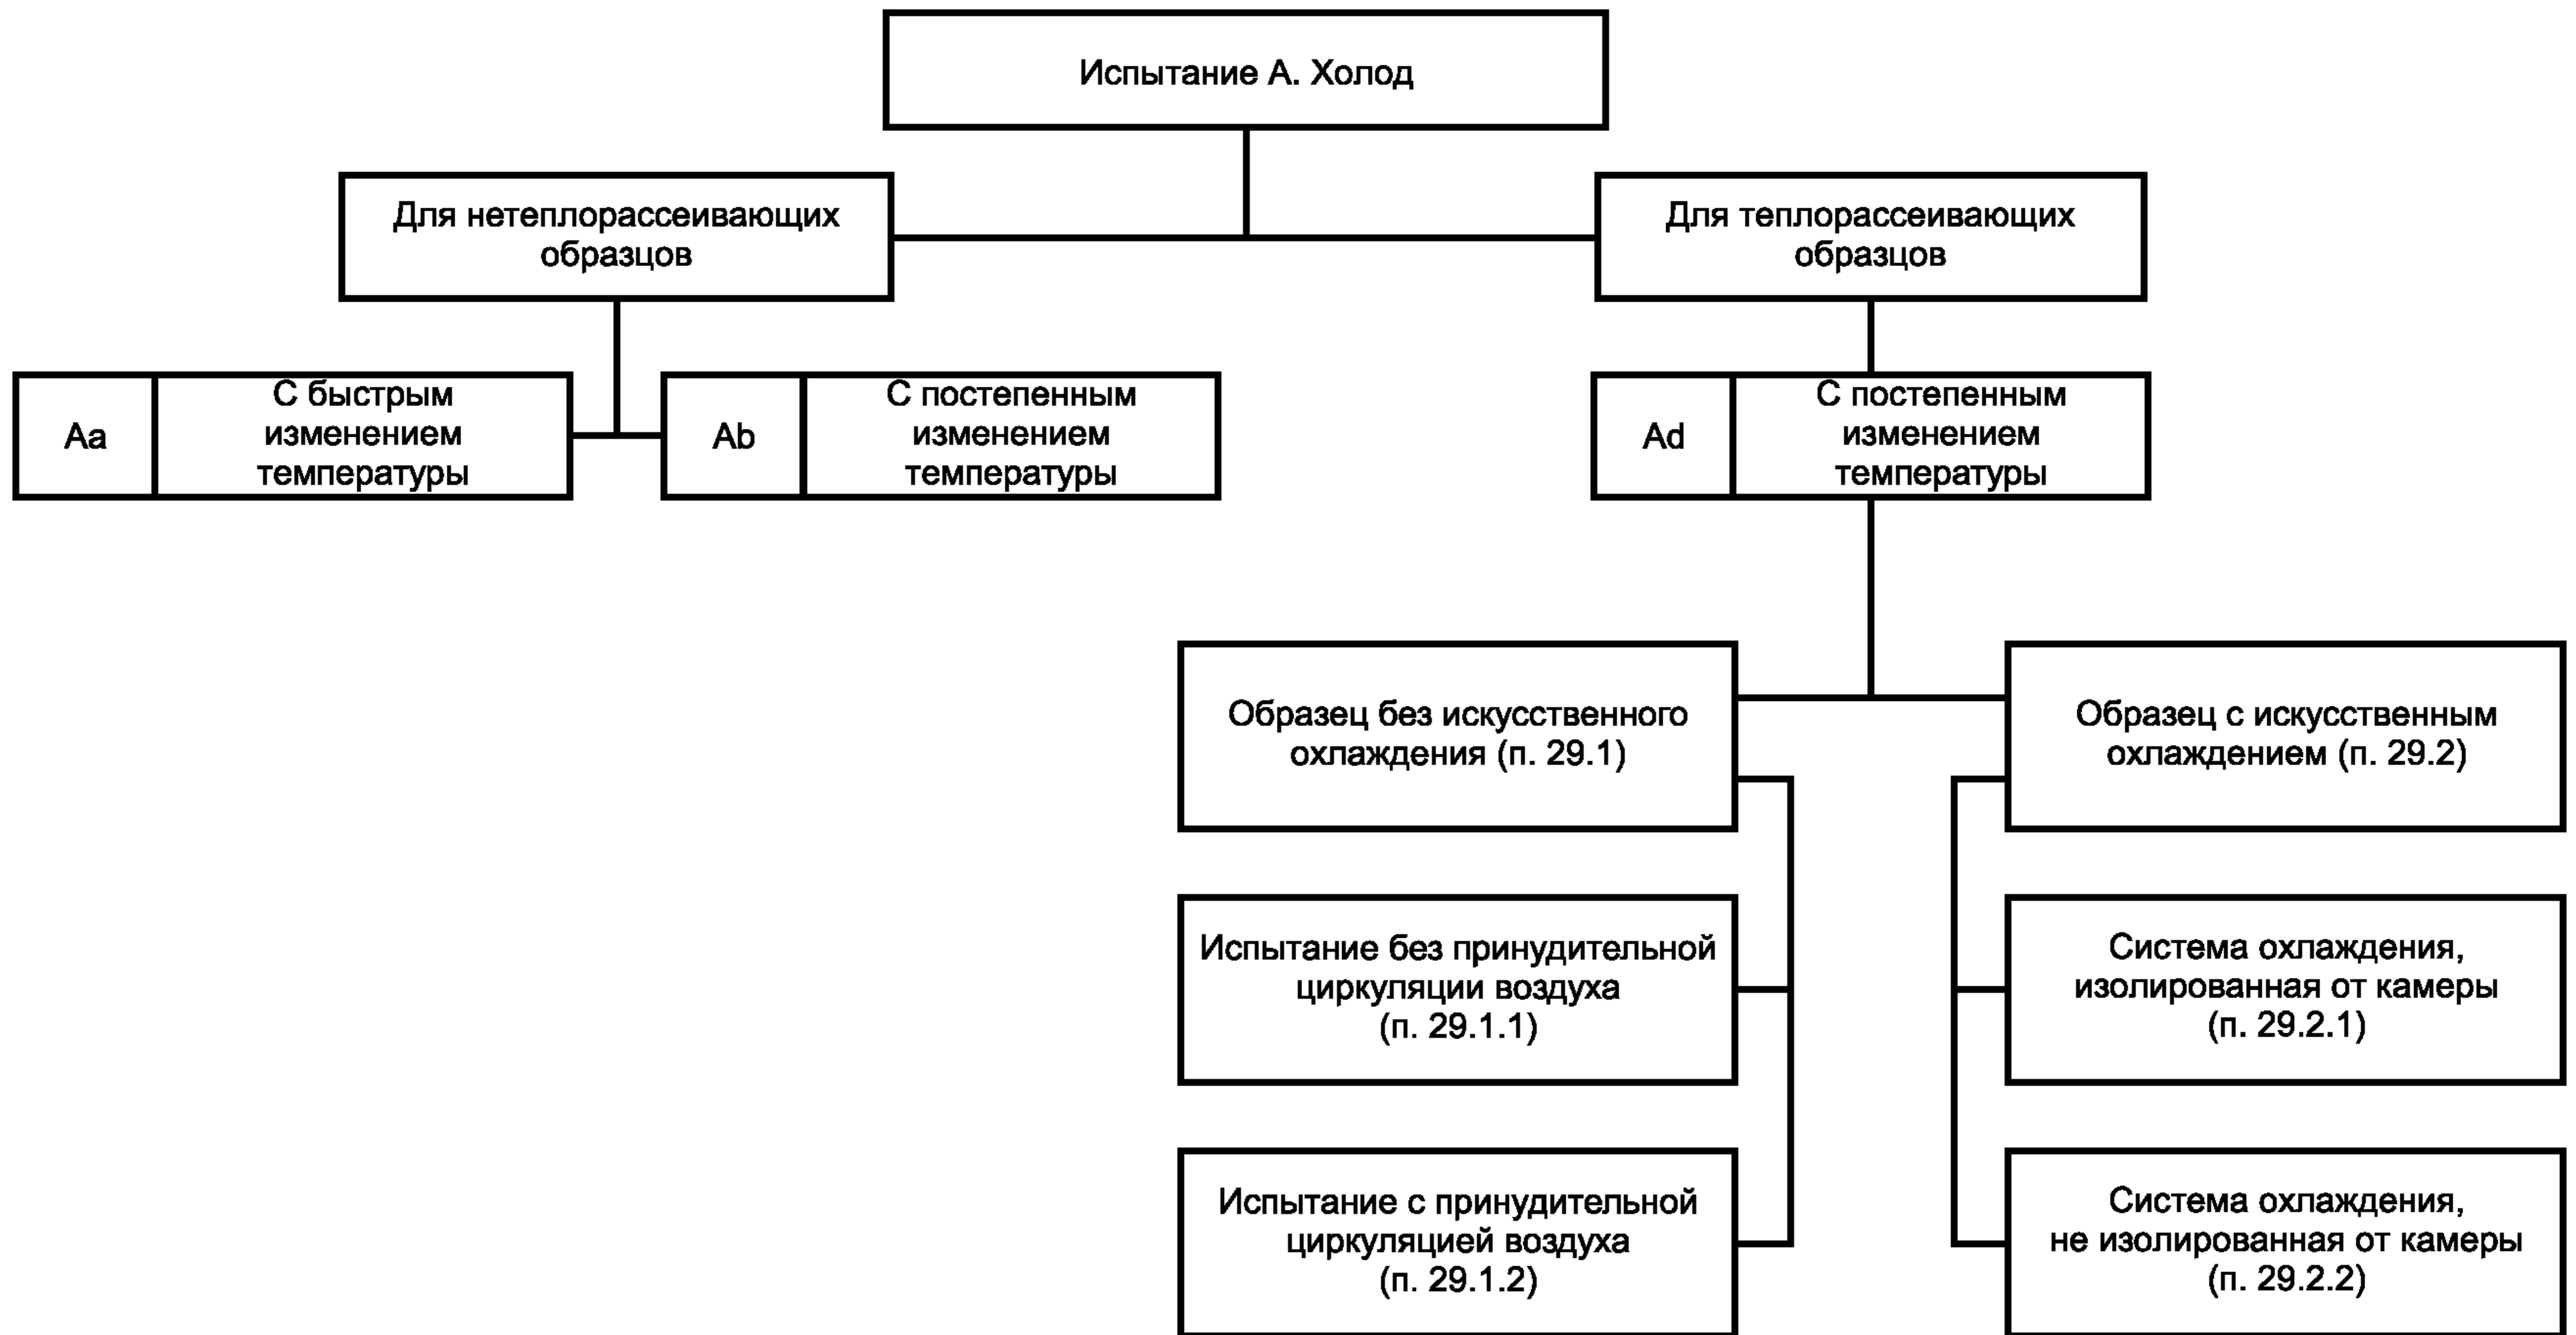 Испытание А. Холод
Для нетеплорассеивающих
образцов
Для теплорассеивающих
образцов
Aa
С быстрым
изменением
температуры
Ab
С постепенным
изменением
температуры
Ad
С постепенным
изменением
температуры
Образец без искусственного
охлаждения (п. 29.1)
Образец с искусственным
охлаждением (п. 29.2)
Испытание без принудительной
циркуляции воздуха
(п. 29.1.1)
Система охлаждения,
изолированная от камеры
(п. 29.2.1)
Испытание с принудительной
циркуляцией воздуха
(п. 29.1.2)
Система охлаждения,
не изолированная от камеры
(п. 29.2.2)